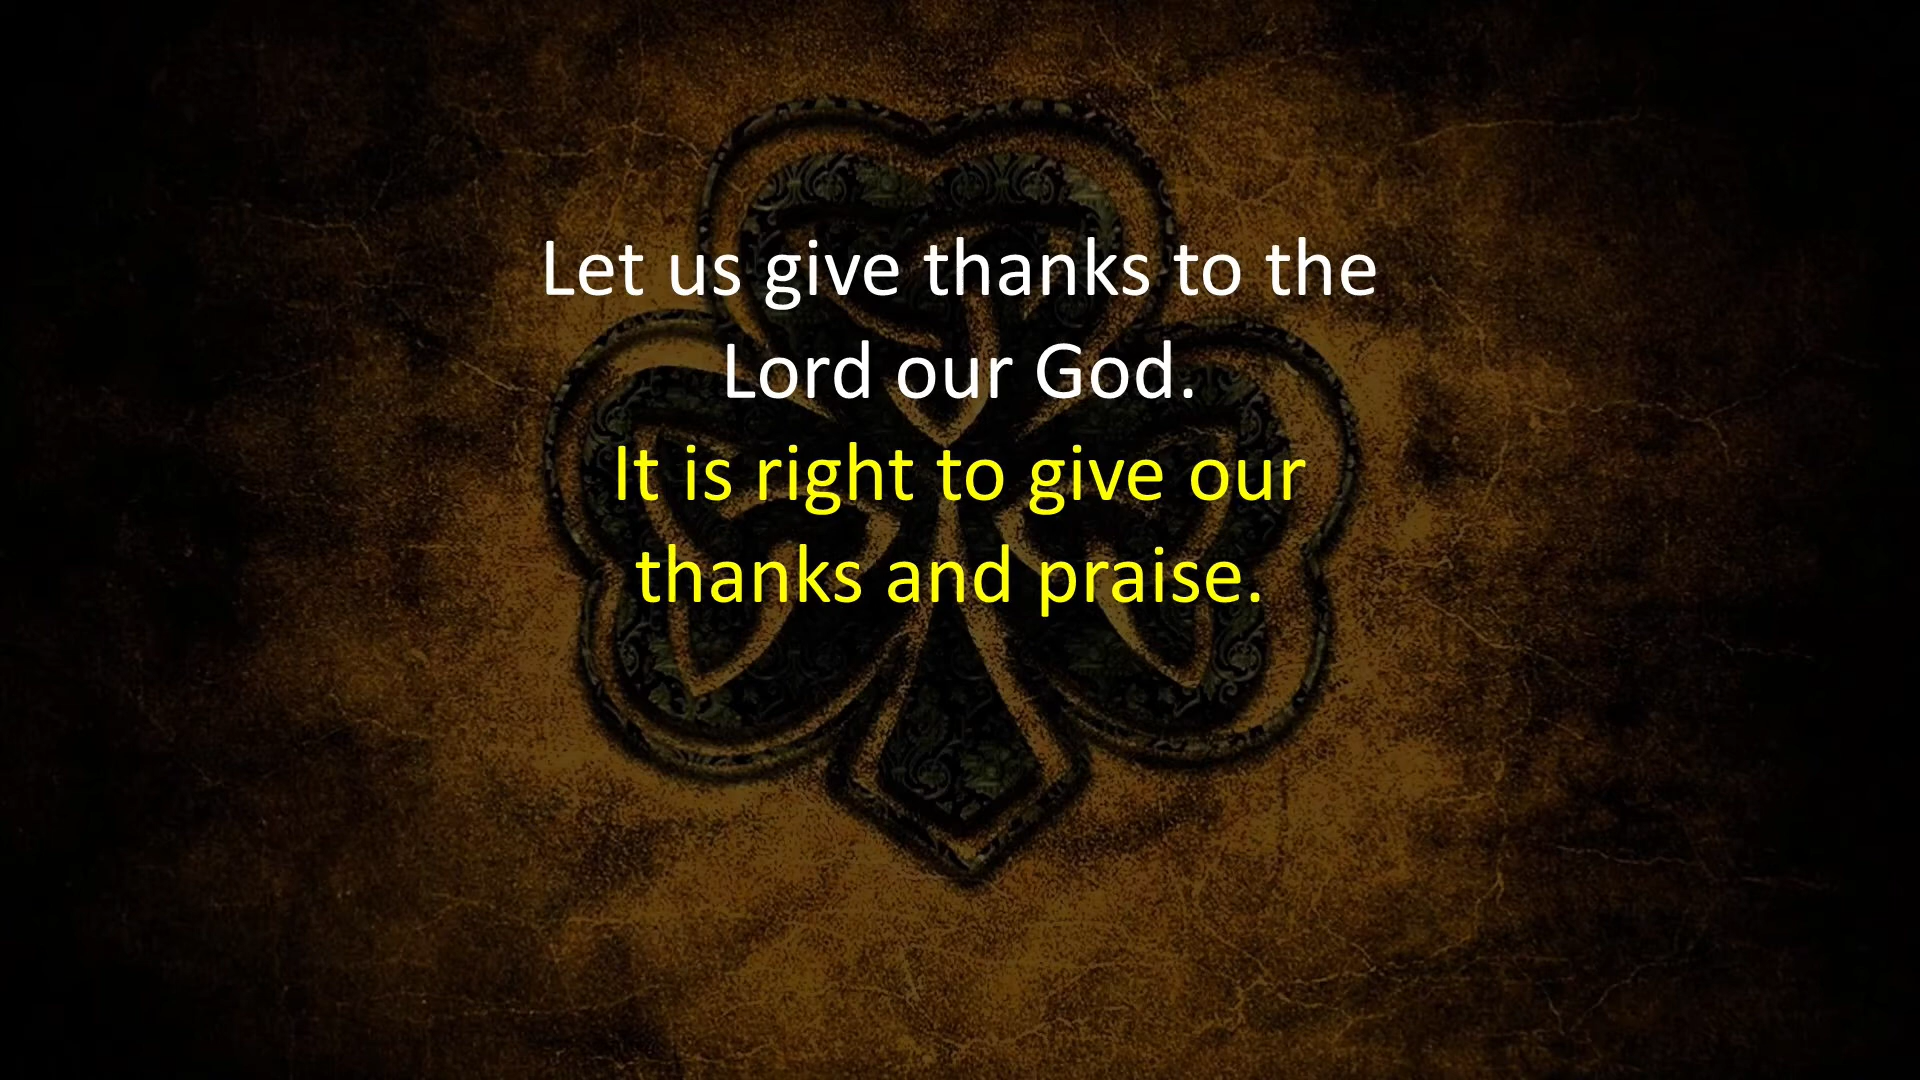 Let us give thanks to the
Lord our God.
It is right to give our
thanks and praise.